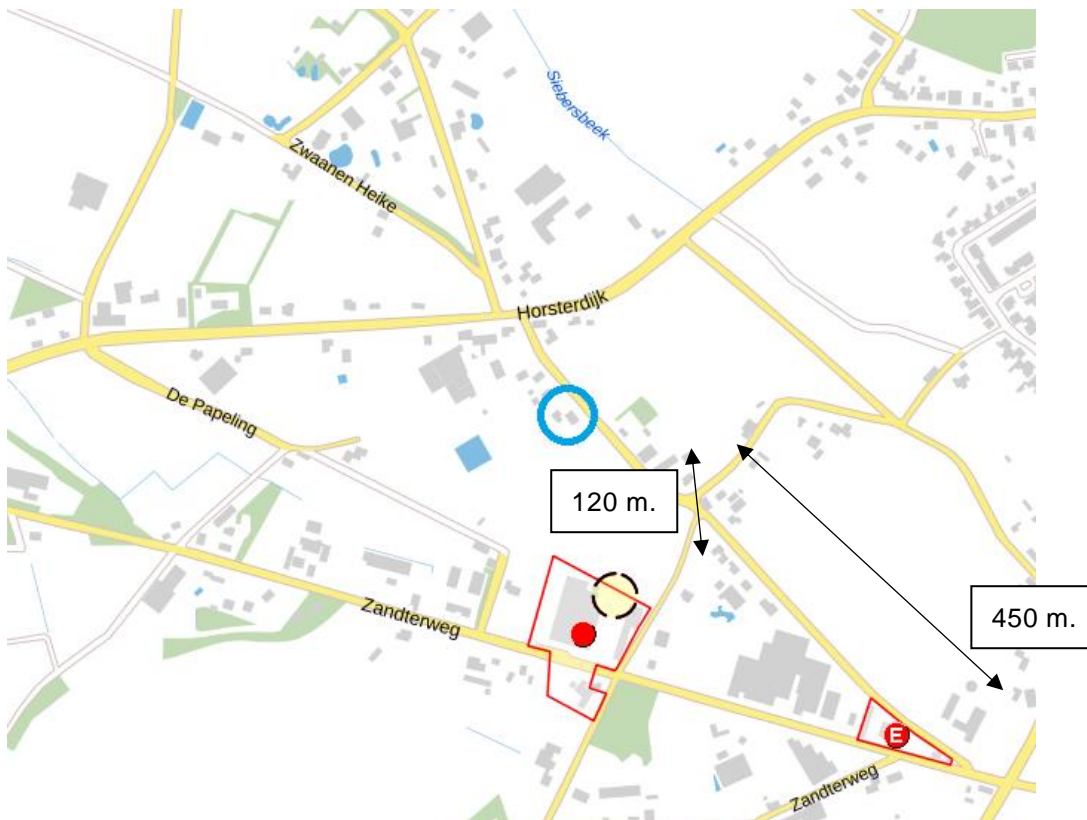 Siebersbeek
Zwaanen Heike
Horsterdijk
De Papeling
120 m.
Zandterweg
450 m.
E
Zandterweg